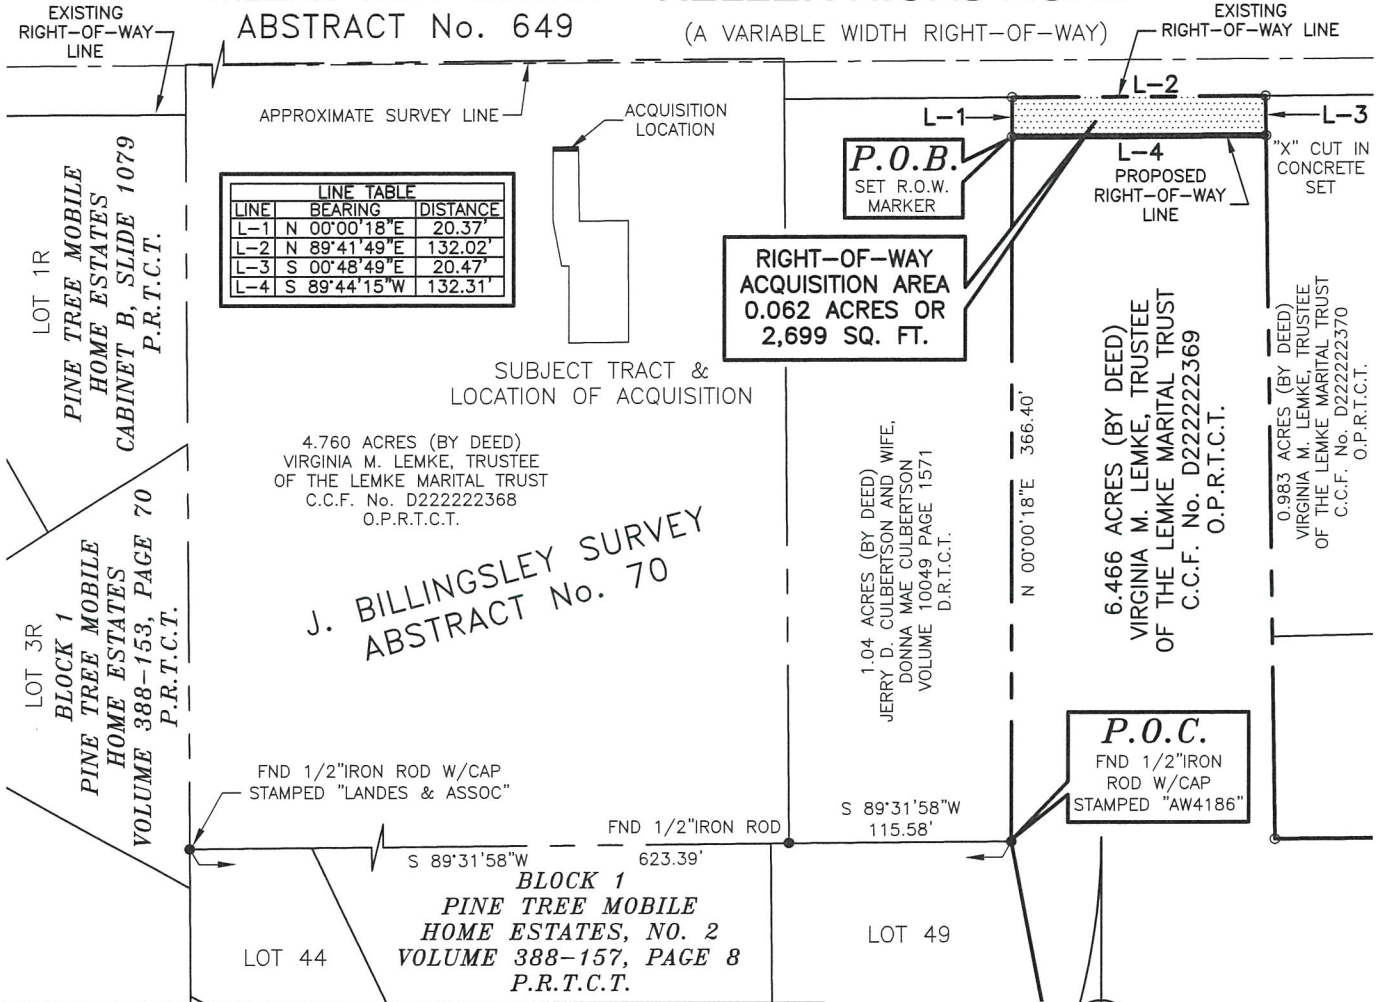 EXISTING
RIGHT-OF-WAY
LINE
ABSTRACT No. 649
(A VARIABLE WIDTH RIGHT-OF-WAY)
EXISTING
RIGHT-OF-WAY LINE
APPROXIMATE SURVEY LINE
ACQUISITION
LOCATION
L-1
L-2
L-3
L-4
P.O.B.
SET R.O.W.
MARKER
PROPOSED
RIGHT-OF-WAY
LINE
"X" CUT IN
CONCRETE
SET
LINE TABLE
LINE BEARING DISTANCE
L-1 N 00°00'18"E 20.37'
L-2 N 89°41'49"E 132.02'
L-3 S 00°48'49"E 20.47'
L-4 S 89°44'15"W 132.31'
RIGHT-OF-WAY
ACQUISITION AREA
0.062 ACRES OR
2,699 SQ. FT.
SUBJECT TRACT &
LOCATION OF ACQUISITION
LOT 1R
PINE TREE MOBILE
HOME ESTATES
CABINET B, SLIDE 1079
P.R.T.C.T.
4.760 ACRES (BY DEED)
VIRGINIA M. LEMKE, TRUSTEE
OF THE LEMKE MARITAL TRUST
C.C.F. No. D222222368
O.P.R.T.C.T.
J. BILLINGSLEY SURVEY
ABSTRACT No. 70
1.04 ACRES (BY DEED)
JERRY D. CULBERTSON AND WIFE,
DONNA MAE CULBERTSON
VOLUME 10049 PAGE 1571
D.R.T.C.T.
N 00°00'18"E 366.40'
6.466 ACRES (BY DEED)
VIRGINIA M. LEMKE, TRUSTEE
OF THE LEMKE MARITAL TRUST
C.C.F. No. D222222369
O.P.R.T.C.T.
0.983 ACRES (BY DEED)
VIRGINIA M. LEMKE, TRUSTEE
OF THE LEMKE MARITAL TRUST
C.C.F. No. D222222370
O.P.R.T.C.T.
LOT 3R
BLOCK 1
PINE TREE MOBILE
HOME ESTATES
VOLUME 388-153, PAGE 70
P.R.T.C.T.
P.O.C.
FND 1/2"IRON
ROD W/CAP
STAMPED "AW4186"
FND 1/2"IRON ROD W/CAP
STAMPED "LANDES & ASSOC"
FND 1/2"IRON ROD
S 89°31'58"W
115.58'
S 89°31'58"W 623.39'
BLOCK 1
PINE TREE MOBILE
HOME ESTATES, NO. 2
VOLUME 388-157, PAGE 8
P.R.T.C.T.
LOT 44
LOT 49